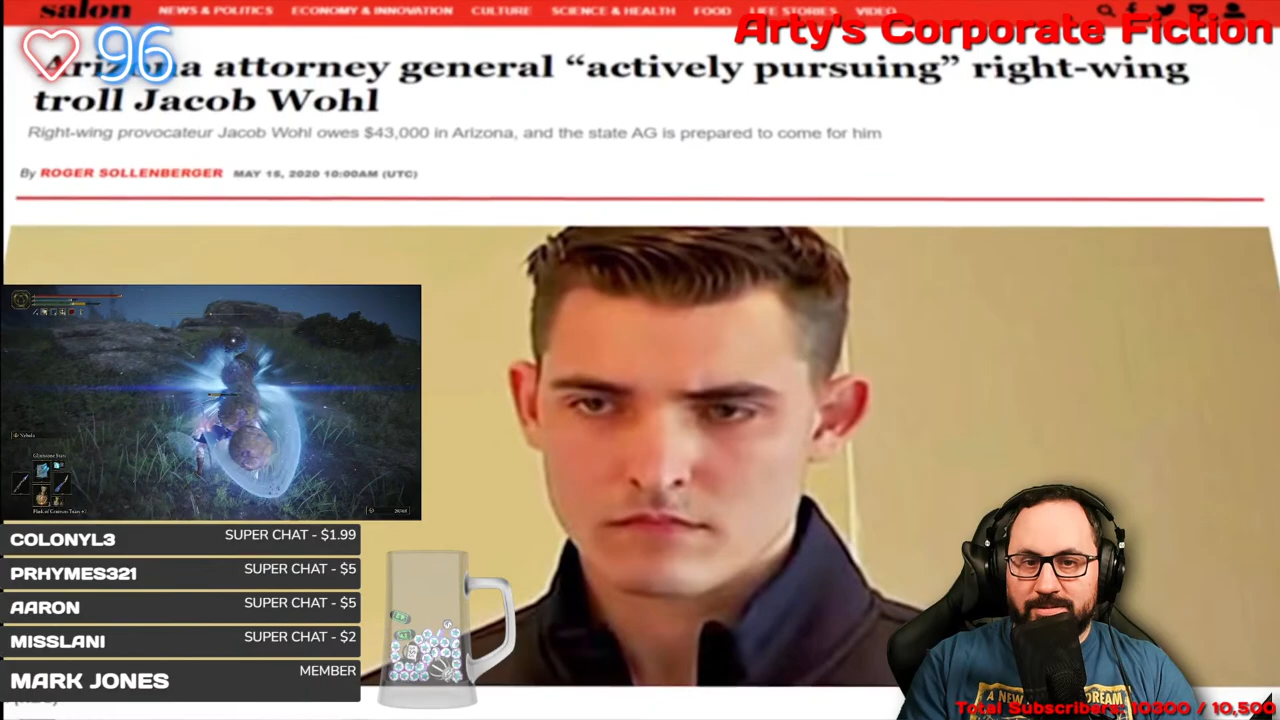 salon
NEWS & POLITICS ECONOMY & INNOVATION CULTURE SCIENCE & HEALTH FOOD LIFE STORIES VIDEO
Arty's Corporate Fiction
96
Arizona attorney general “actively pursuing” right-wing
troll Jacob Wohl
Right-wing provocateur Jacob Wohl owes $43,000 in Arizona, and the state AG is prepared to come for him
By ROGER SOLLENBERGER MAY 15, 2020 10:00AM (UTC)
Nebula
COLONYL3 SUPER CHAT - $1.99
PRHYMES321 SUPER CHAT - $5
AARON SUPER CHAT - $5
MISSLANI SUPER CHAT - $2
MARK JONES MEMBER
A NEW DREAM
Total Subscribers: 10300 / 10,500